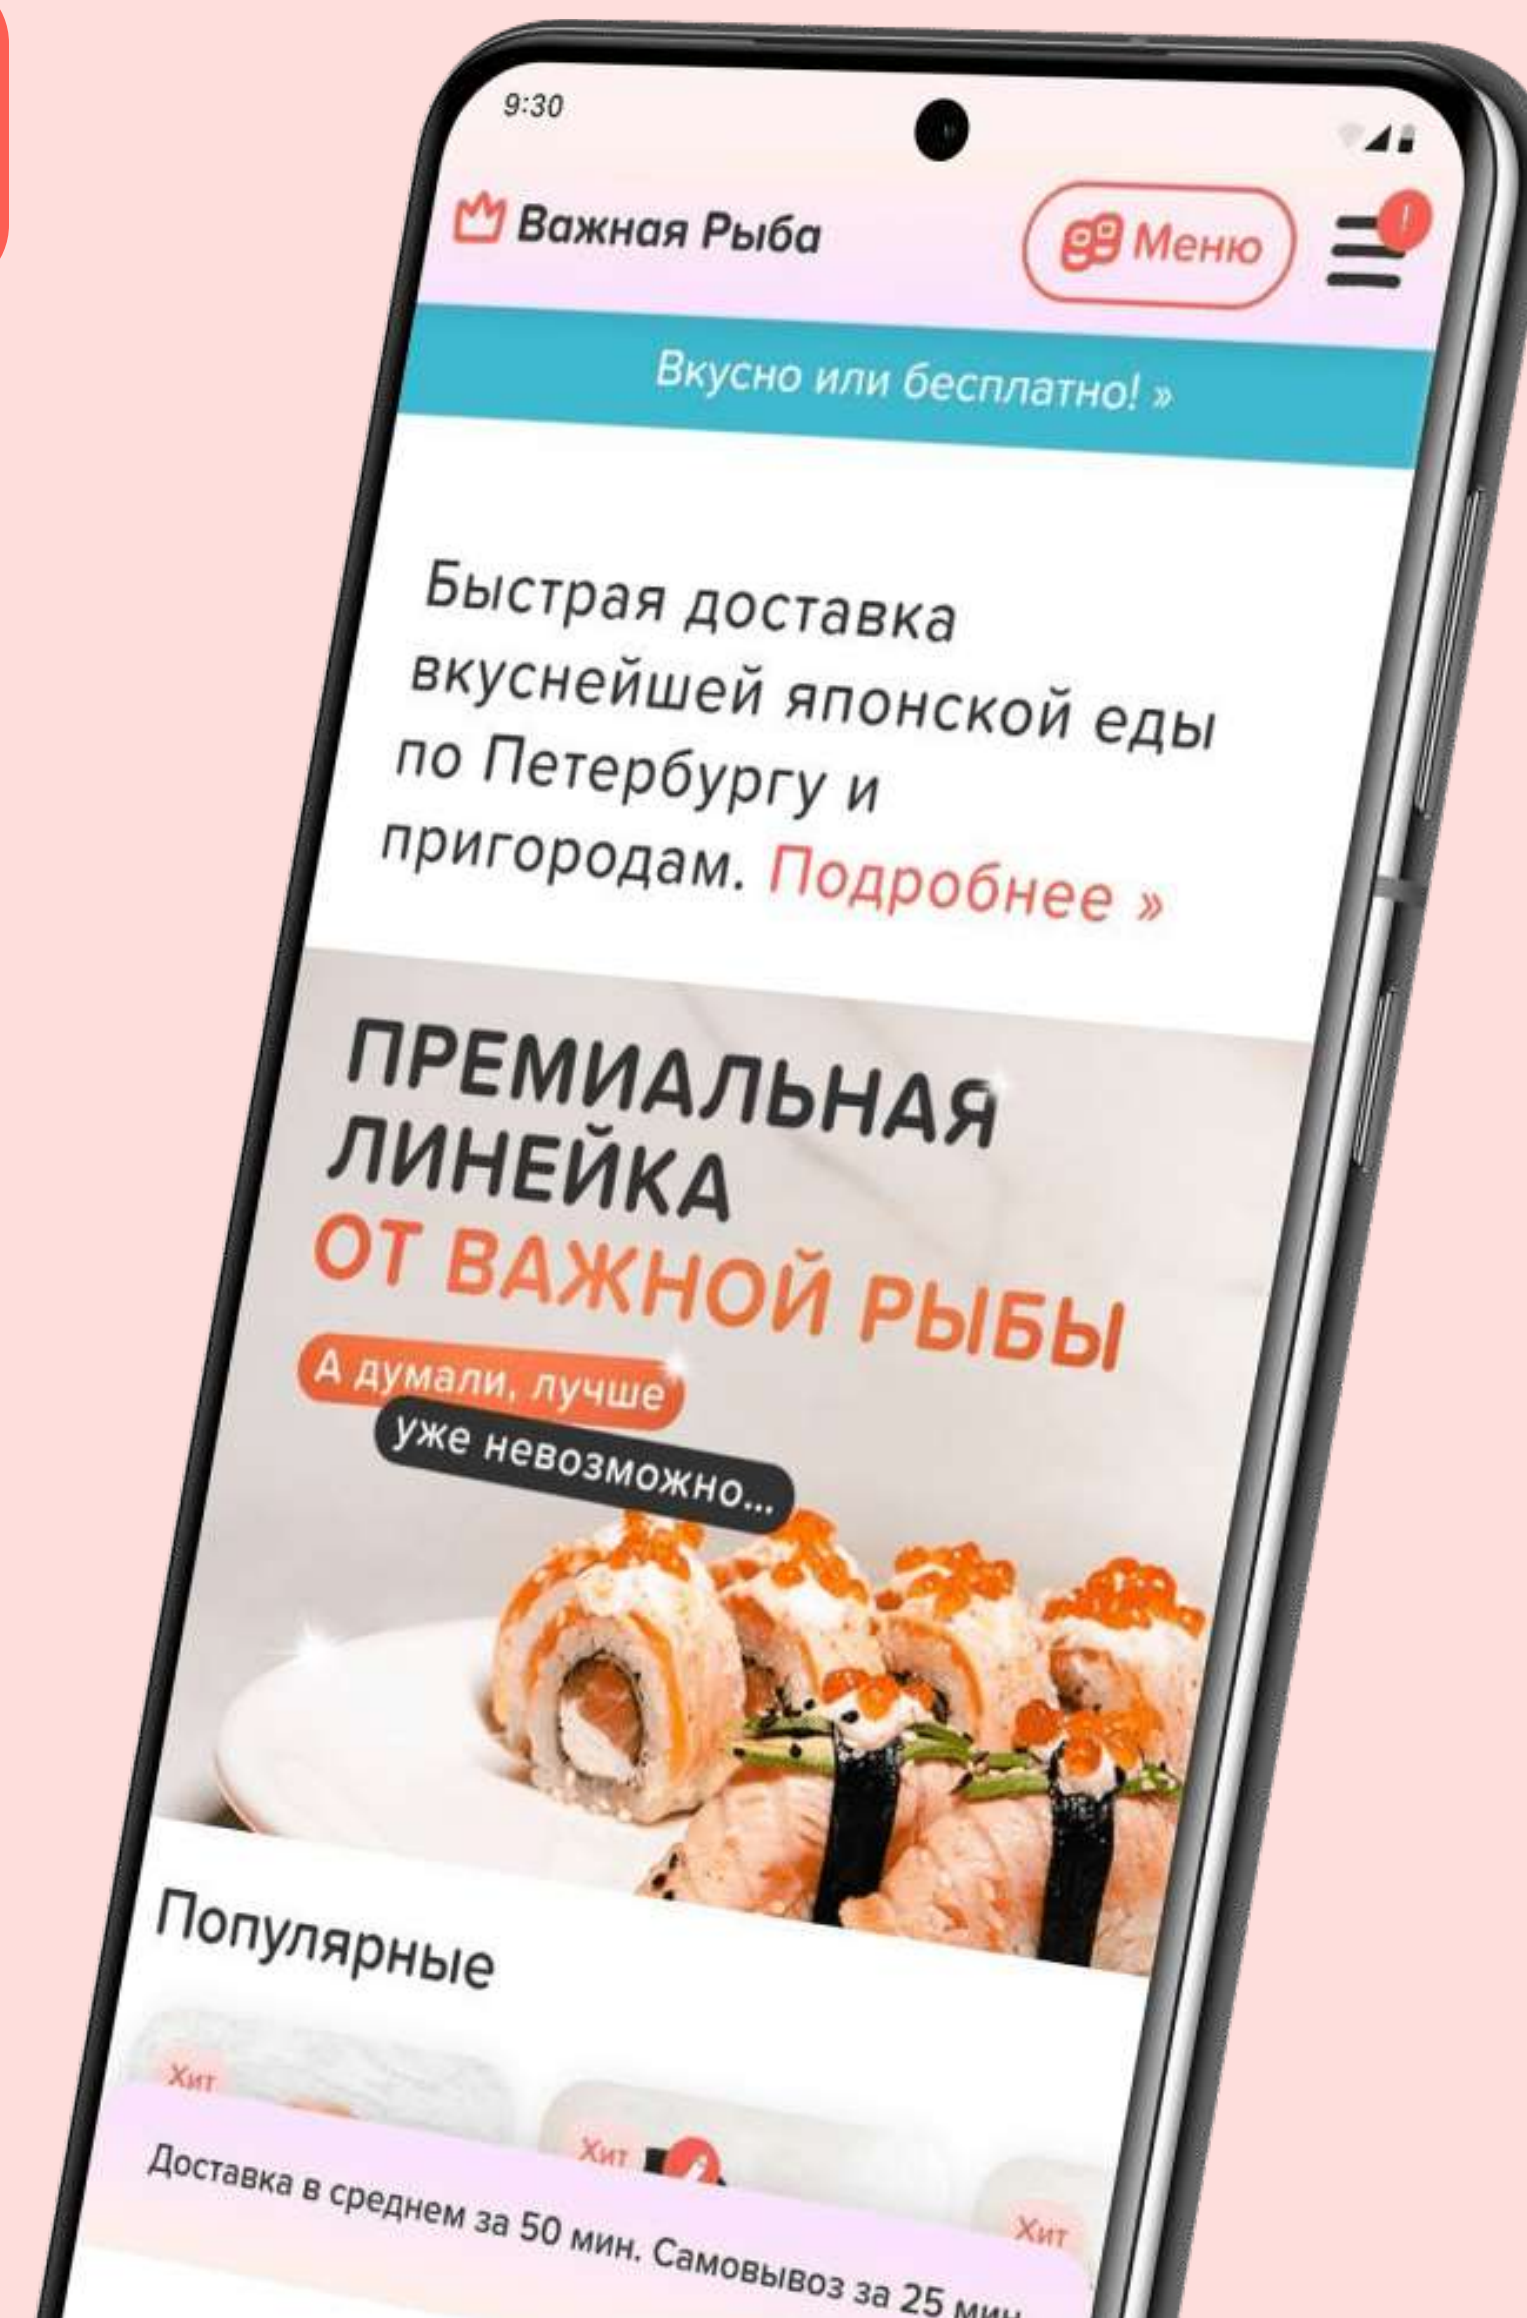 9:30
Важная Рыба
Меню
!
Вкусно или бесплатно! »
Быстрая доставка
вкуснейшей японской еды
по Петербургу и
пригородам. Подробнее »
ПРЕМИАЛЬНАЯ
ЛИНЕЙКА
ОТ ВАЖНОЙ РЫБЫ
А думали, лучше
уже невозможно...
Популярные
Хит
Хит
Хит
Доставка в среднем за 50 мин. Самовывоз за 25 мин